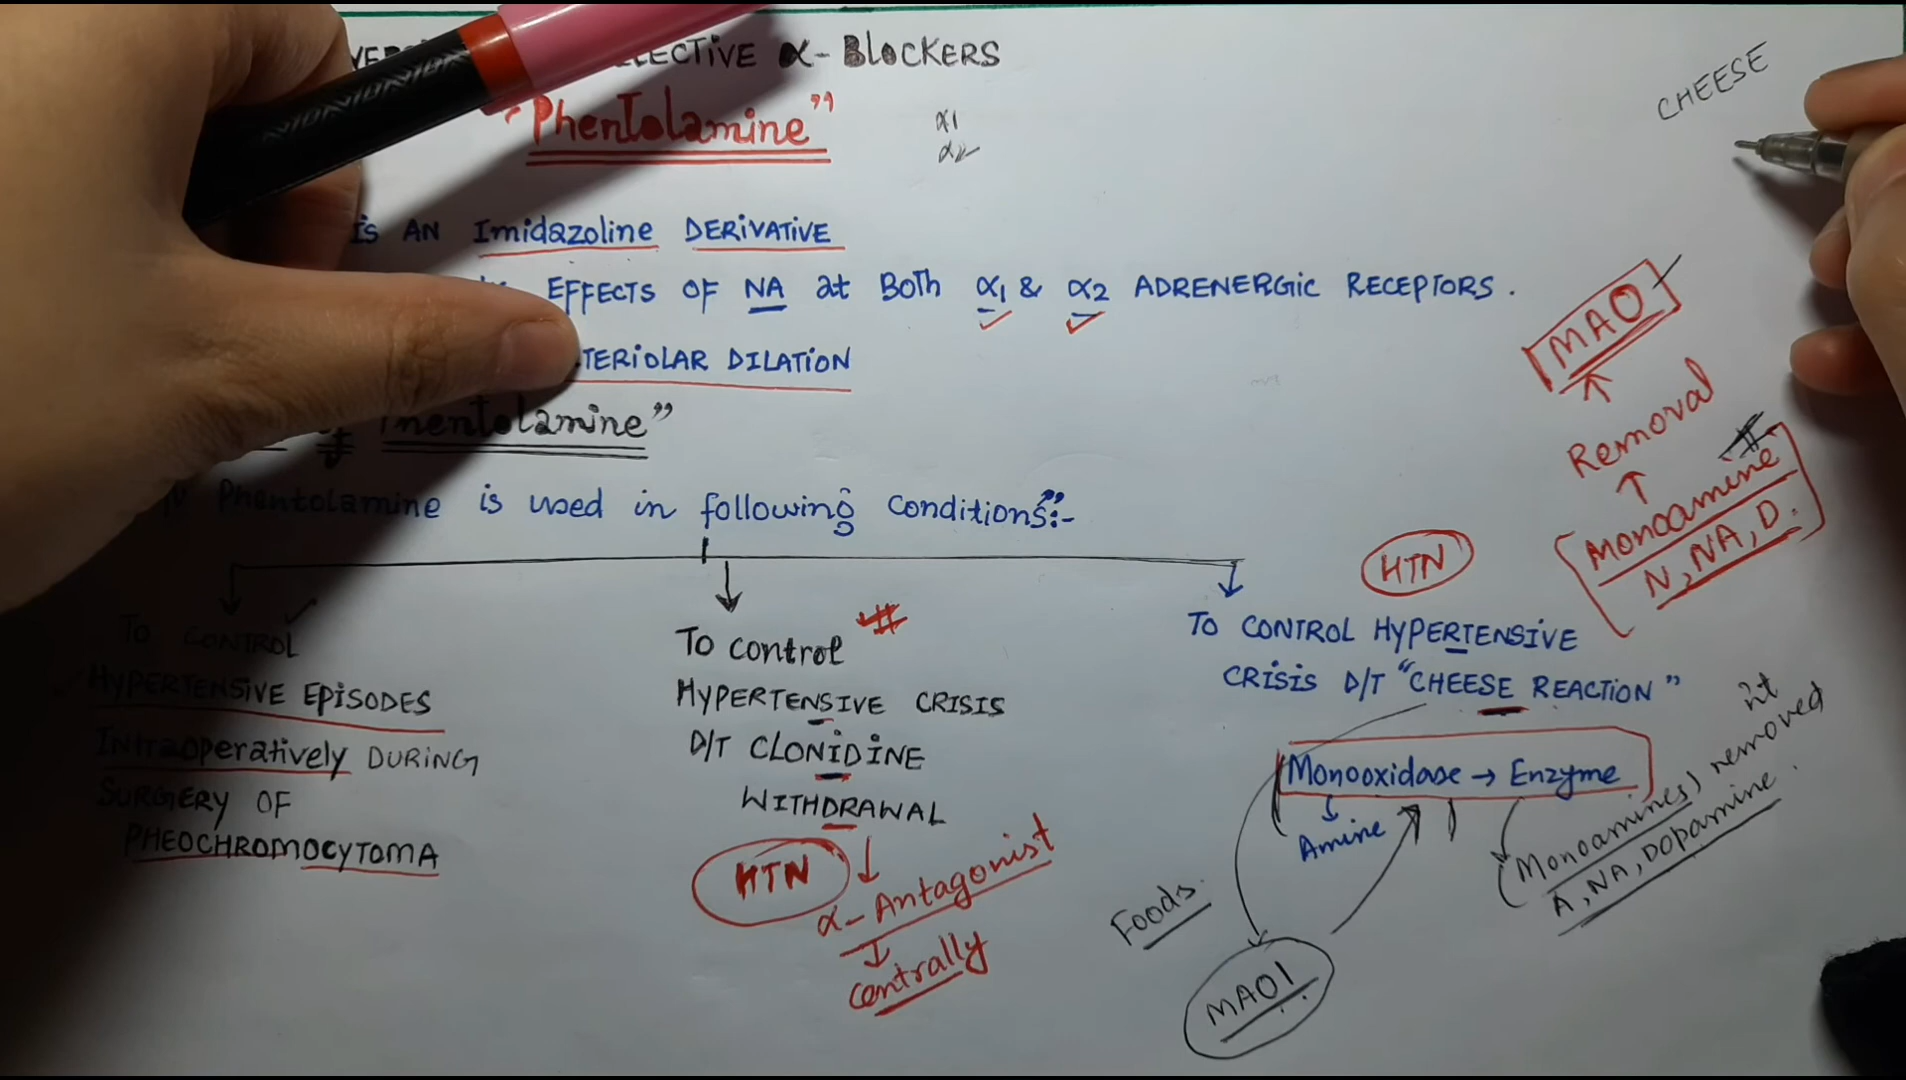 ECTIVE α- BLOCKERS
"PhenTolamine"
α1
α2
CHEESE
is AN Imidazoline DERIVATIVE
EFFECTS OF NA at Both α1 & α2 ADRENERGIC RECEPTORS.
TERIOLAR DILATION
Phentolamine"
Phentolamine is used in following Conditions":-
MAO
Removal
Monoamine
N, NA, D.
HTN
To CONTROL
HYPERTENSIVE EPISODES
INTRAOPERATIVELY DURING
SURGERY OF
PHEOCHROMOCYTOMA
To control
HYPERTENSIVE CRISIS
D/T CLONIDINE
WITHDRAWAL
HTN
α- Antagonist
centrally
TO CONTROL HYPERTENSIVE
CRISIS D/T "CHEESE REACTION"
Monooxidase → Enzyme
Amine
Foods.
MAOI
Monoamines) removed
A, NA, Dopamine.